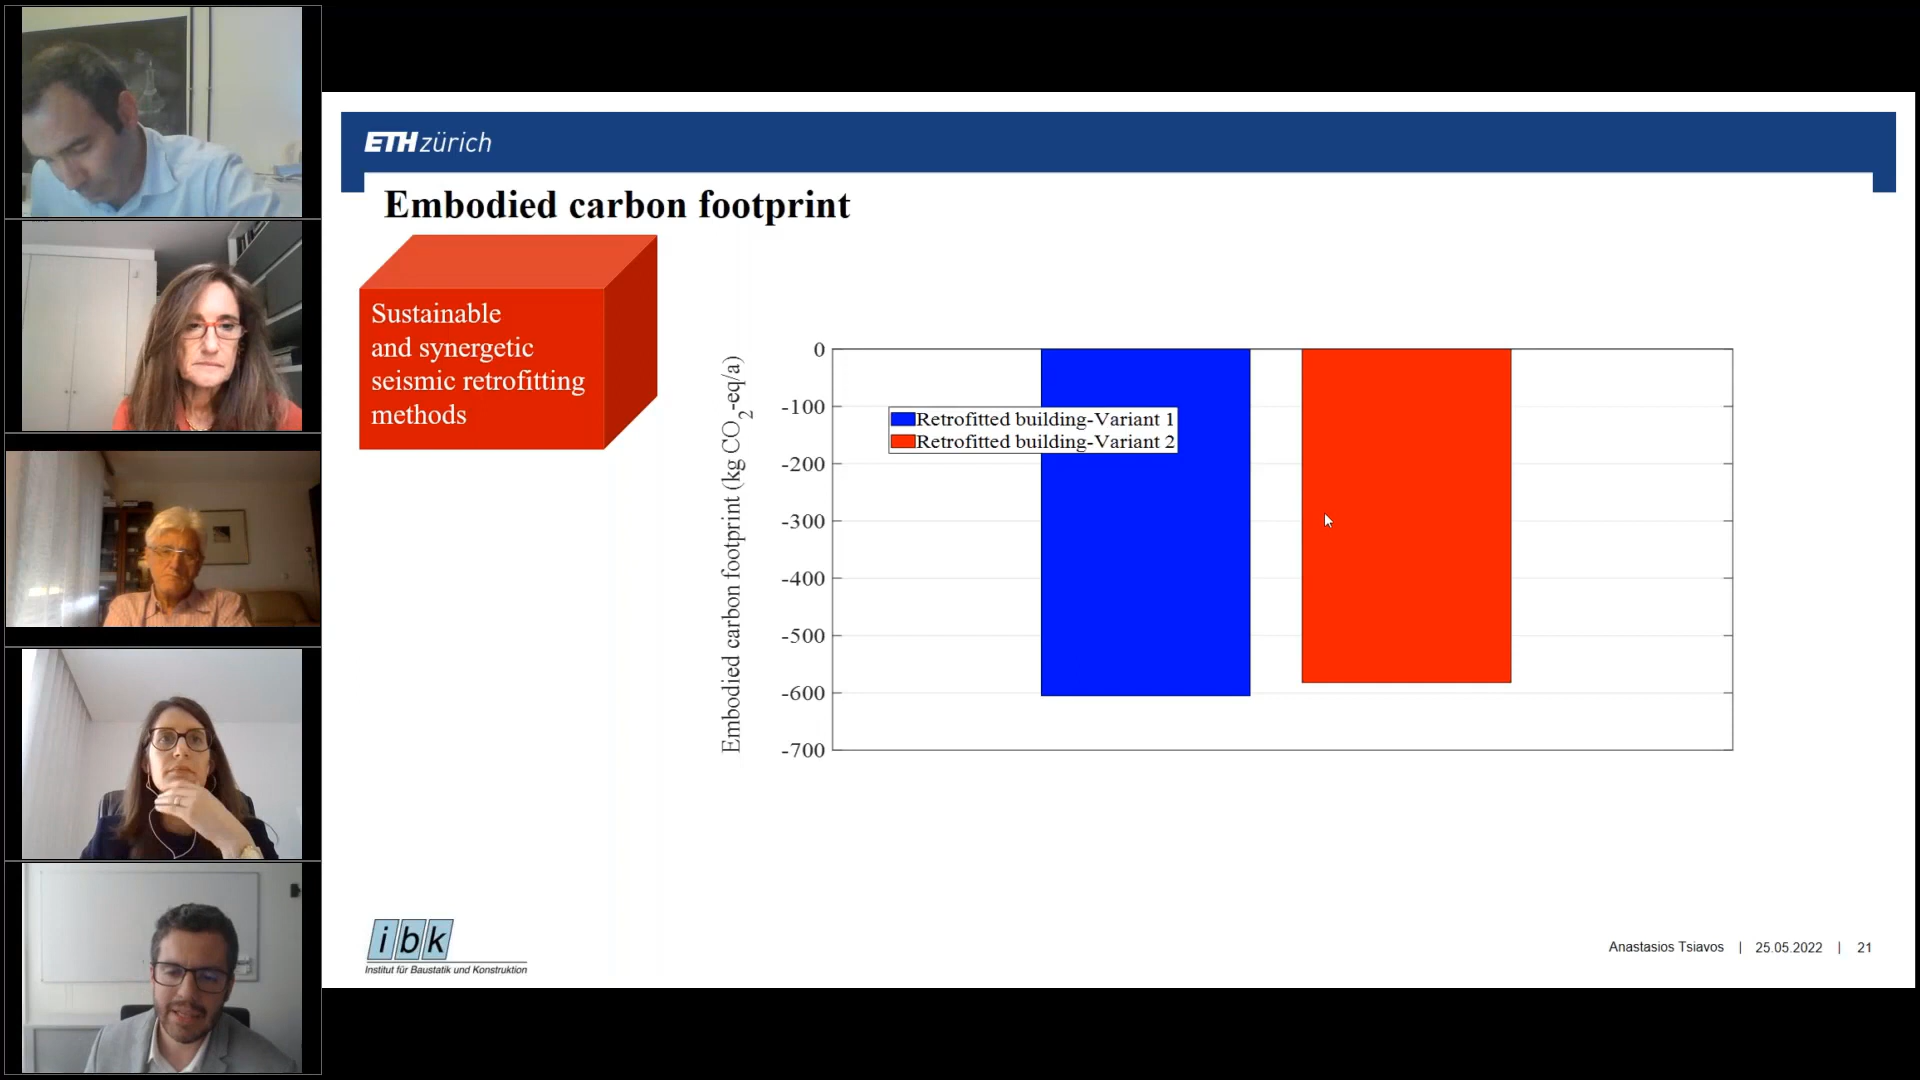 ETH zürich
Embodied carbon footprint
Sustainable
and synergetic
seismic retrofitting
methods
Embodied carbon footprint (kg CO2-eq/a)
0
-100
-200
-300
-400
-500
-600
-700
Retrofitted building-Variant 1
Retrofitted building-Variant 2
ibk
Institut für Baustatik und Konstruktion
Anastasios Tsiavos | 25.05.2022 | 21